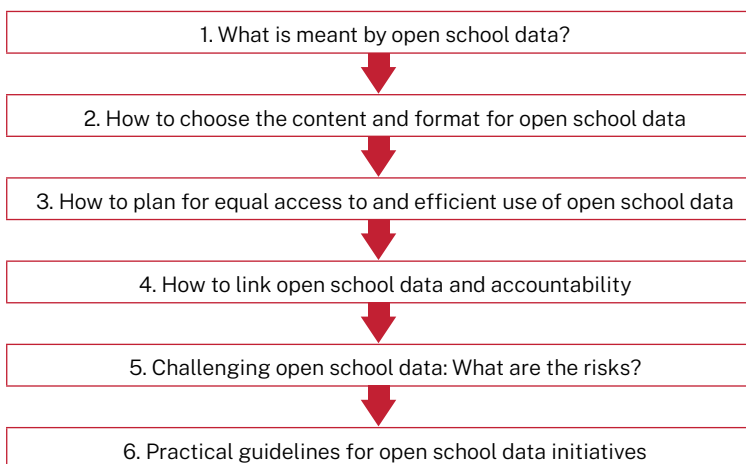 1. What is meant by open school data?
2. How to choose the content and format for open school data
3. How to plan for equal access to and efficient use of open school data
4. How to link open school data and accountability
5. Challenging open school data: What are the risks?
6. Practical guidelines for open school data initiatives